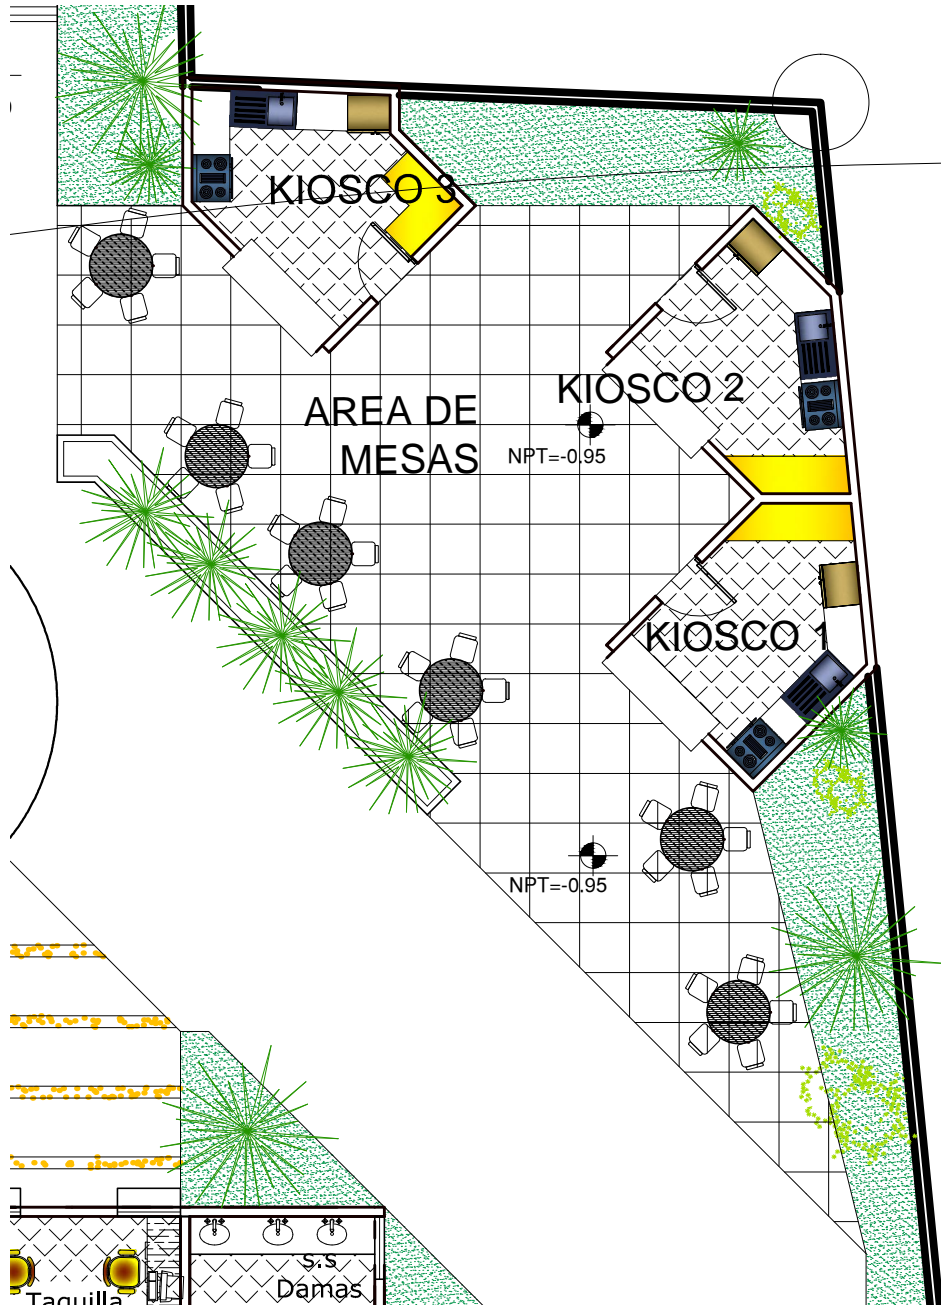 KIOSCO 3
KIOSCO 2
AREA DE
MESAS
NPT=-0.95
KIOSCO 1
NPT=-0.95
s.s
Damas
Taquilla